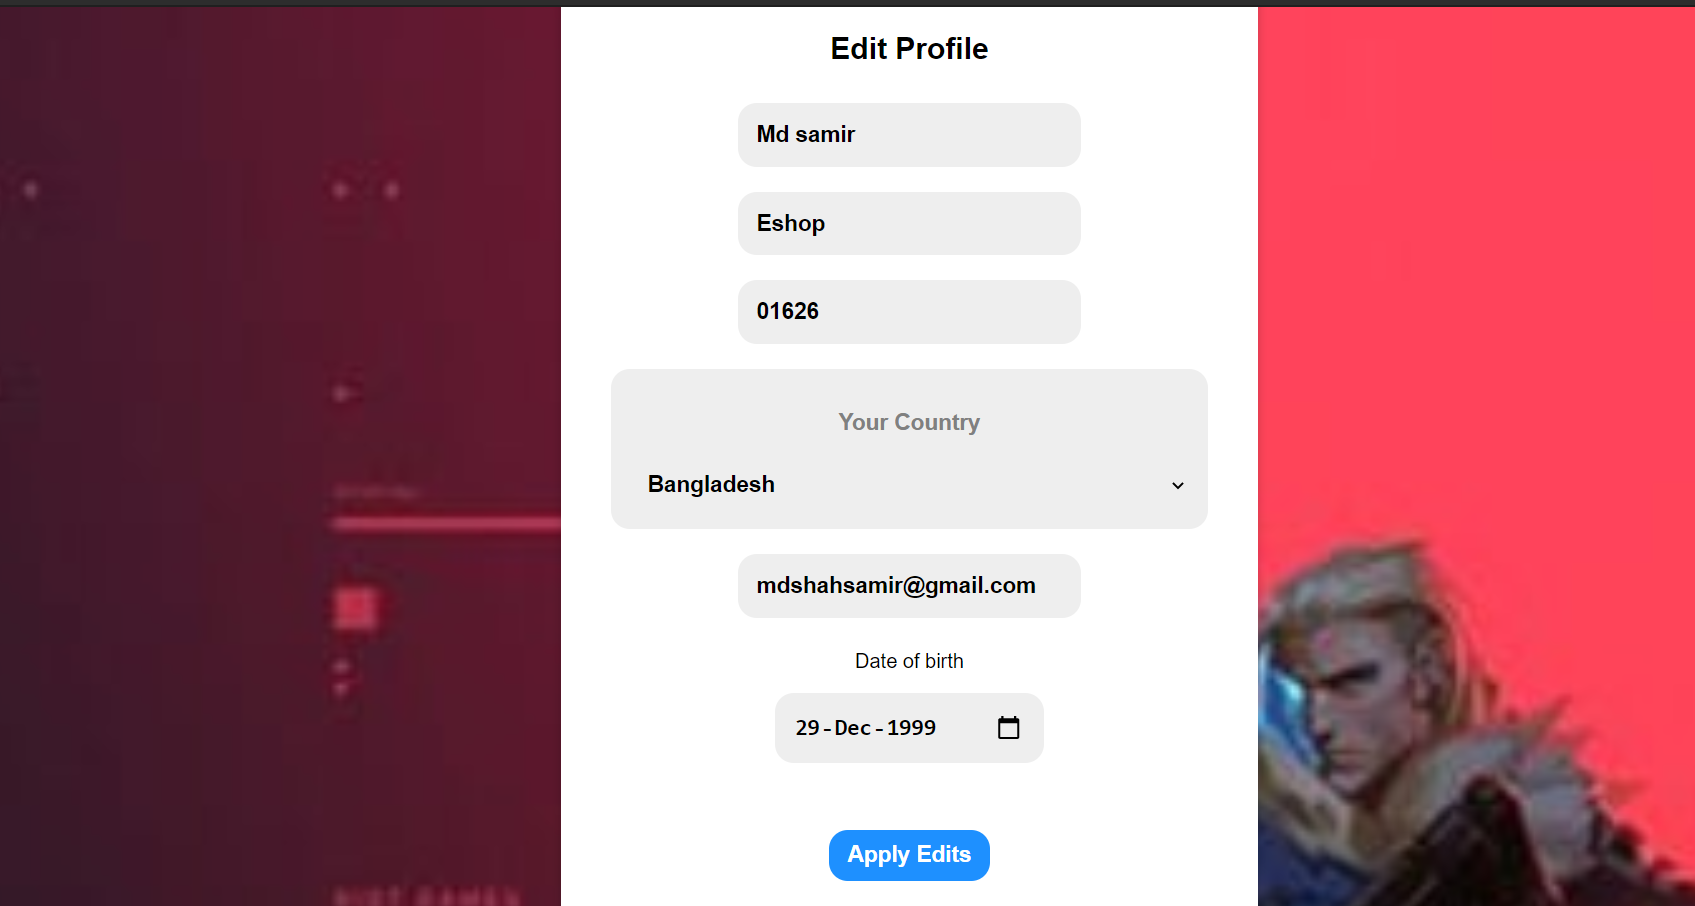 Edit Profile
Md samir
Eshop
01626
Your Country
Bangladesh
mdshahsamir@gmail.com
Date of birth
29-Dec-1999
Apply Edits